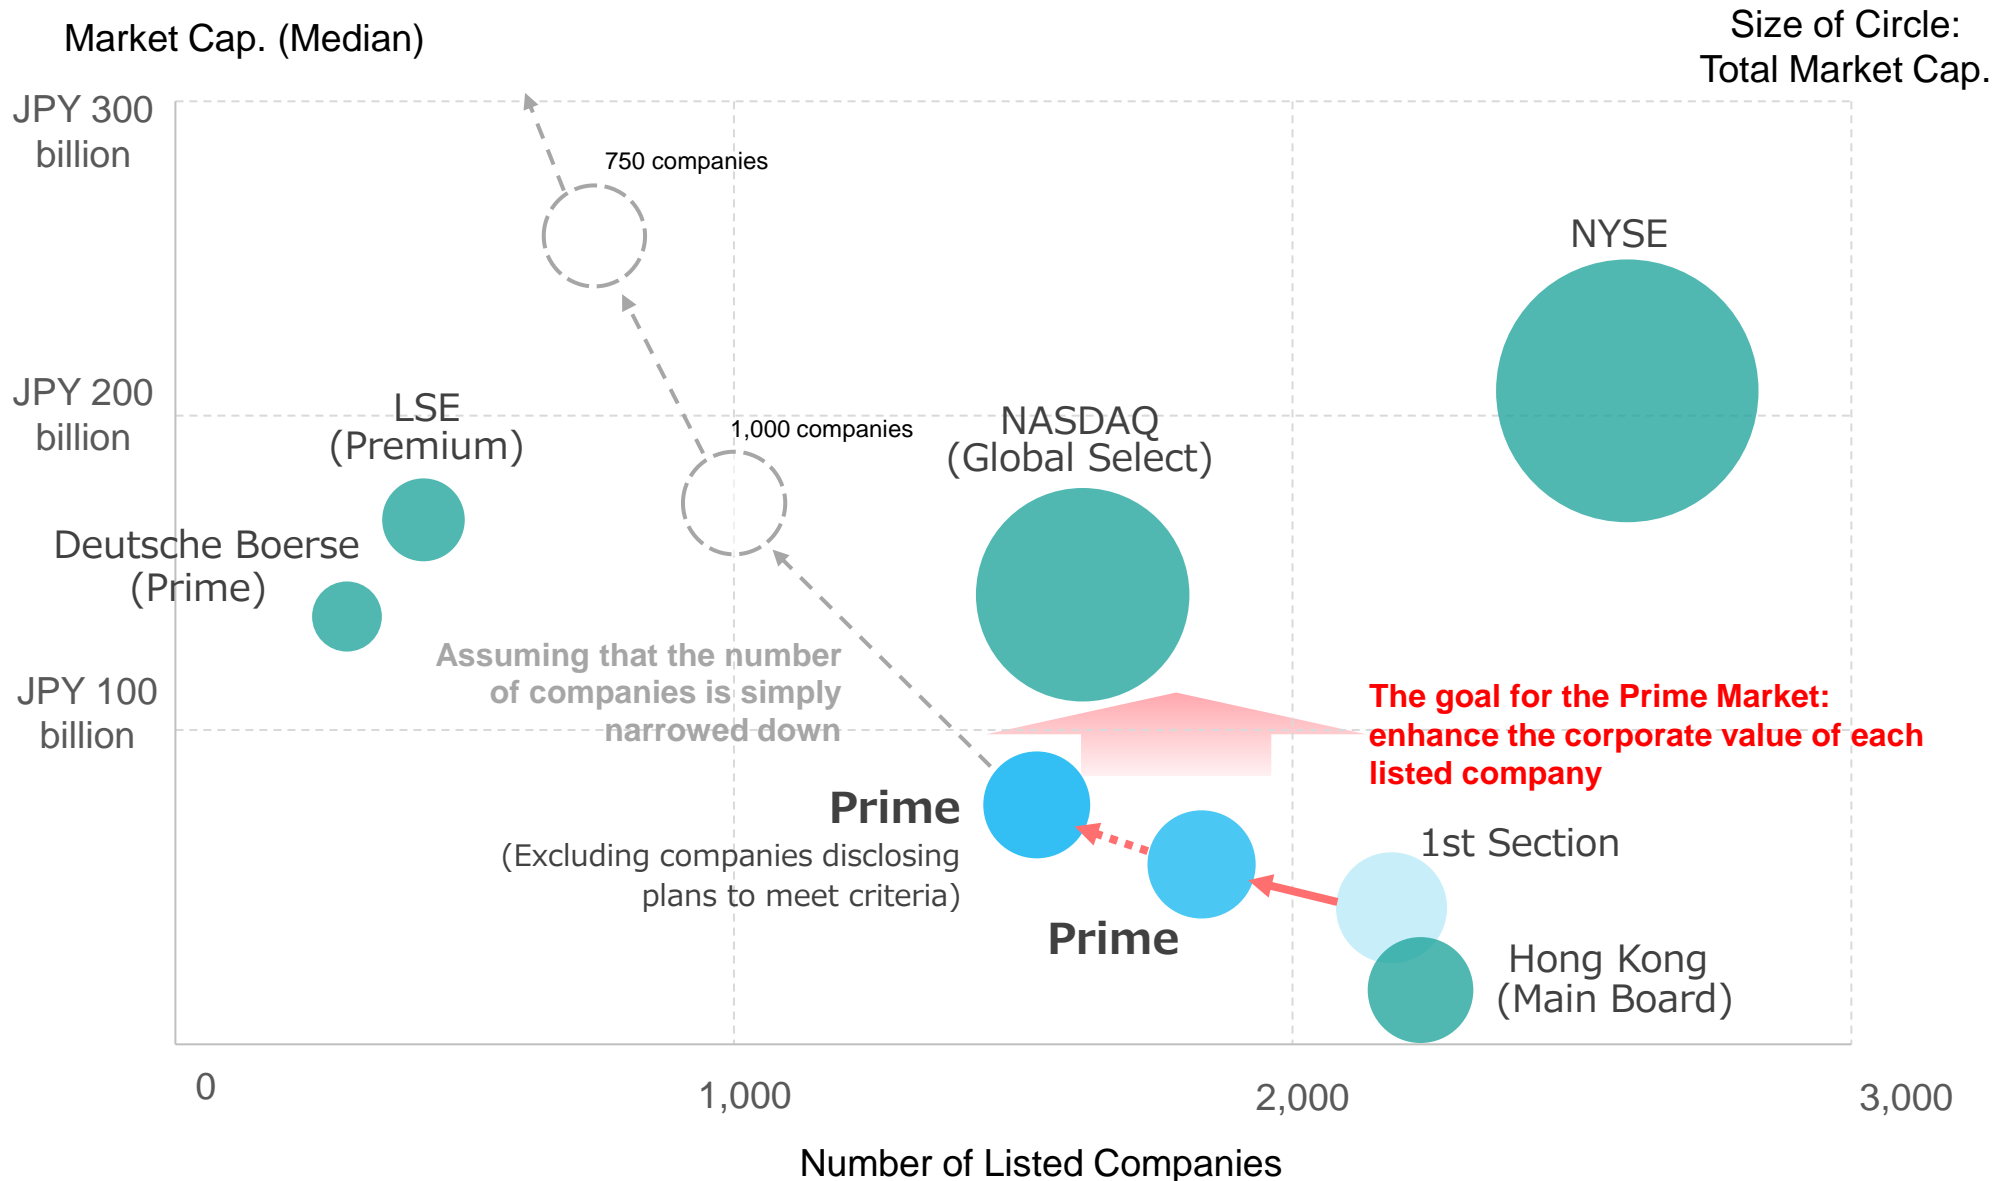 Market Cap. (Median)
Size of Circle:
Total Market Cap.
JPY 300
billion
750 companies
NYSE
JPY 200
billion
LSE
(Premium)
1,000 companies
NASDAQ
(Global Select)
Deutsche Boerse
(Prime)
Assuming that the number
of companies is simply
narrowed down
JPY 100
billion
The goal for the Prime Market:
enhance the corporate value of each
listed company
Prime
(Excluding companies disclosing
plans to meet criteria)
1st Section
Prime
Hong Kong
(Main Board)
0
1,000
2,000
3,000
Number of Listed Companies